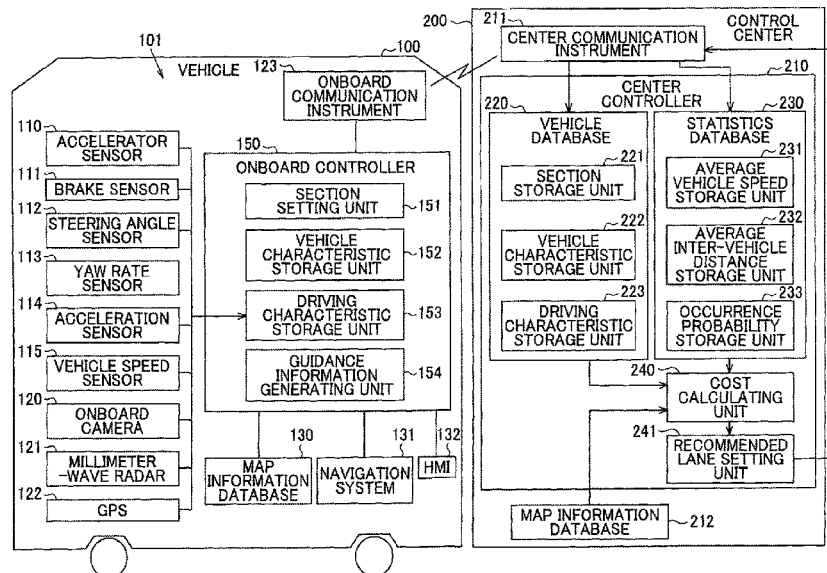 101
VEHICLE
100
123
ONBOARD
COMMUNICATION
INSTRUMENT
110
ACCELERATOR
SENSOR
111
BRAKE SENSOR
112
STEERING ANGLE
SENSOR
113
YAW RATE
SENSOR
114
ACCELERATION
SENSOR
115
VEHICLE SPEED
SENSOR
120
ONBOARD
CAMERA
121
MILLIMETER
-WAVE RADAR
122
GPS
150
ONBOARD CONTROLLER
SECTION
SETTING UNIT
151
VEHICLE
CHARACTERISTIC
STORAGE UNIT
152
DRIVING
CHARACTERISTIC
STORAGE UNIT
153
GUIDANCE
INFORMATION
GENERATING UNIT
154
130
MAP
INFORMATION
DATABASE
131
NAVIGATION
SYSTEM
132
HMI
200
211
CENTER COMMUNICATION
INSTRUMENT
CONTROL
CENTER
210
CENTER
CONTROLLER
220
VEHICLE
DATABASE
221
SECTION
STORAGE UNIT
222
VEHICLE
CHARACTERISTIC
STORAGE UNIT
223
DRIVING
CHARACTERISTIC
STORAGE UNIT
230
STATISTICS
DATABASE
231
AVERAGE
VEHICLE SPEED
STORAGE UNIT
232
AVERAGE
INTER-VEHICLE
DISTANCE
STORAGE UNIT
233
OCCURRENCE
PROBABILITY
STORAGE UNIT
240
COST
CALCULATING
UNIT
241
RECOMMENDED
LANE SETTING
UNIT
MAP INFORMATION
DATABASE
212